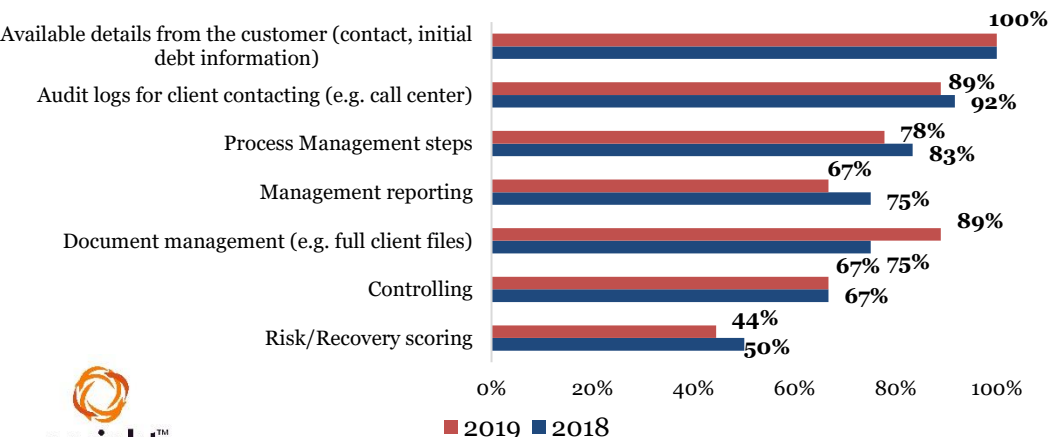 100%
Available details from the customer (contact, initial
debt information)
Audit logs for client contacting (e.g. call center)
89%
92%
Process Management steps
78%
83%
Management reporting
67%
75%
Document management (e.g. full client files)
89%
75%
Controlling
67%
67%
Risk/Recovery scoring
44%
50%
0% 20% 40% 60% 80% 100%
2019 2018